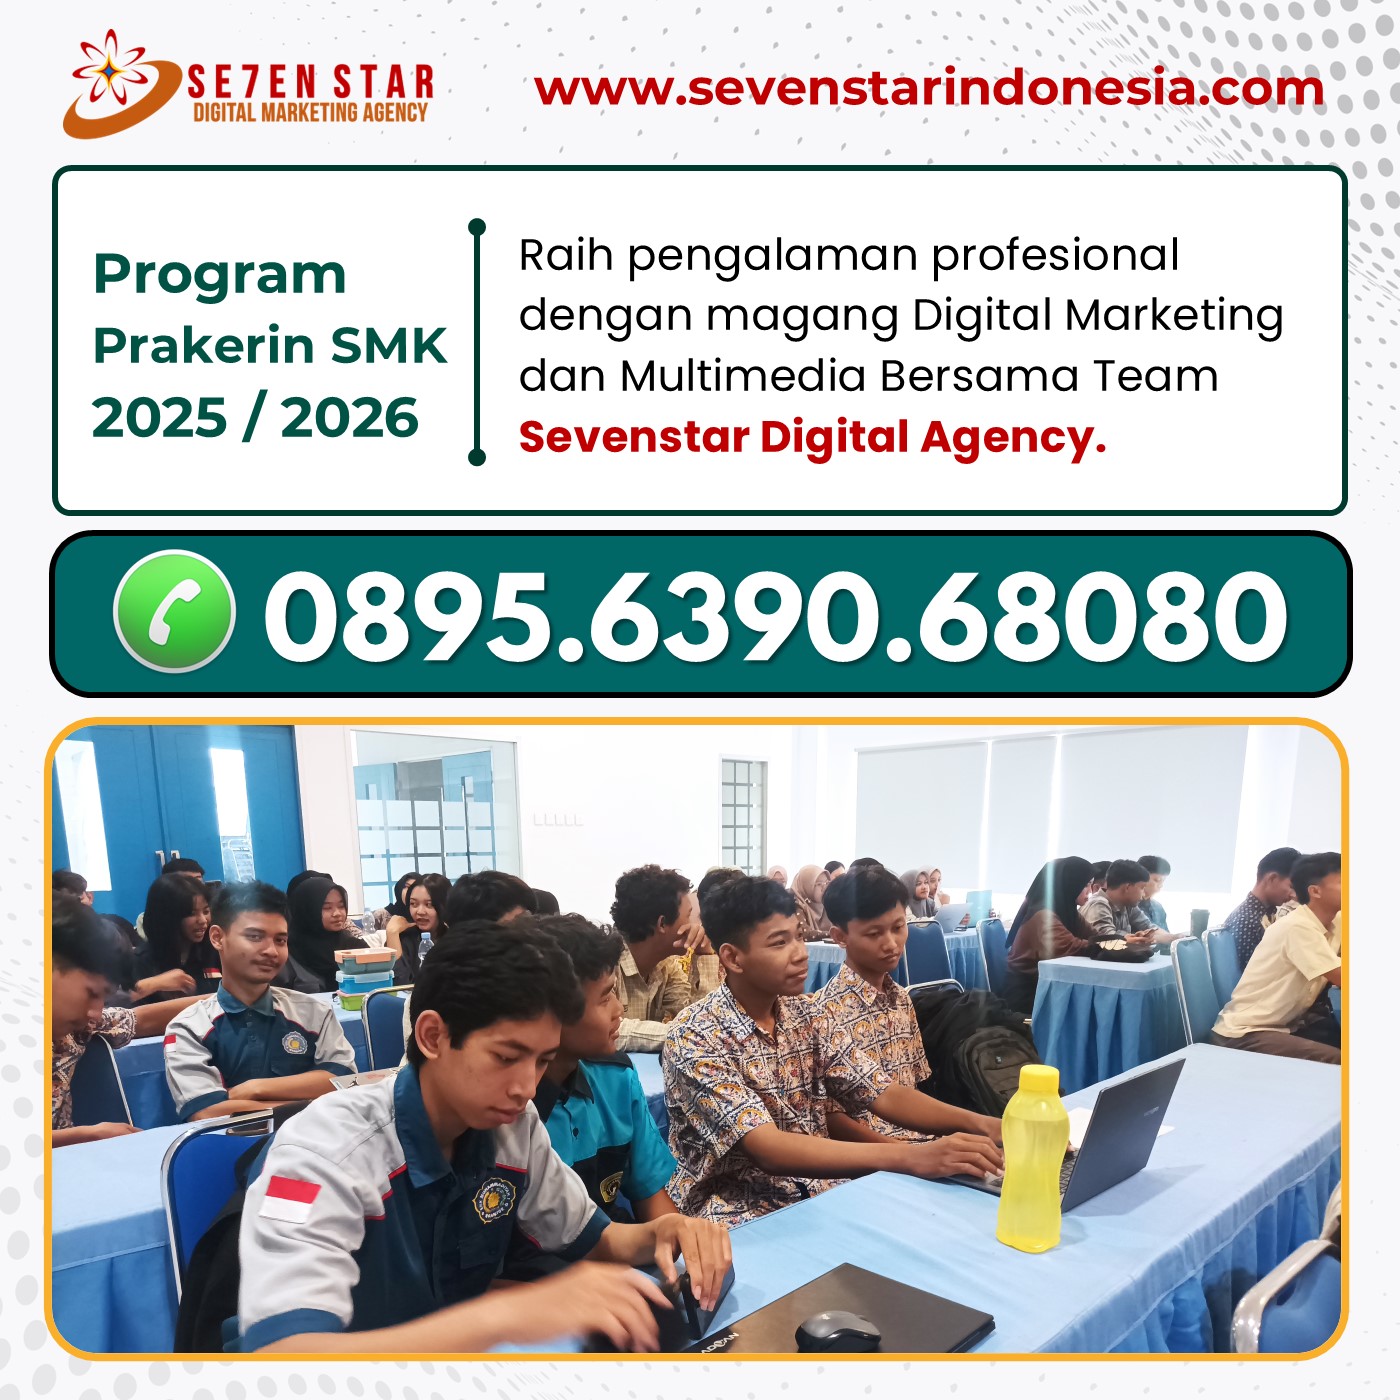 SE7EN STAR
DIGITAL MARKETING AGENCY
www.sevenstarindonesia.com
Program
Prakerin SMK
2025 / 2026
Raih pengalaman profesional
dengan magang Digital Marketing
dan Multimedia Bersama Team
Sevenstar Digital Agency.
0895.6390.68080
ADVAN